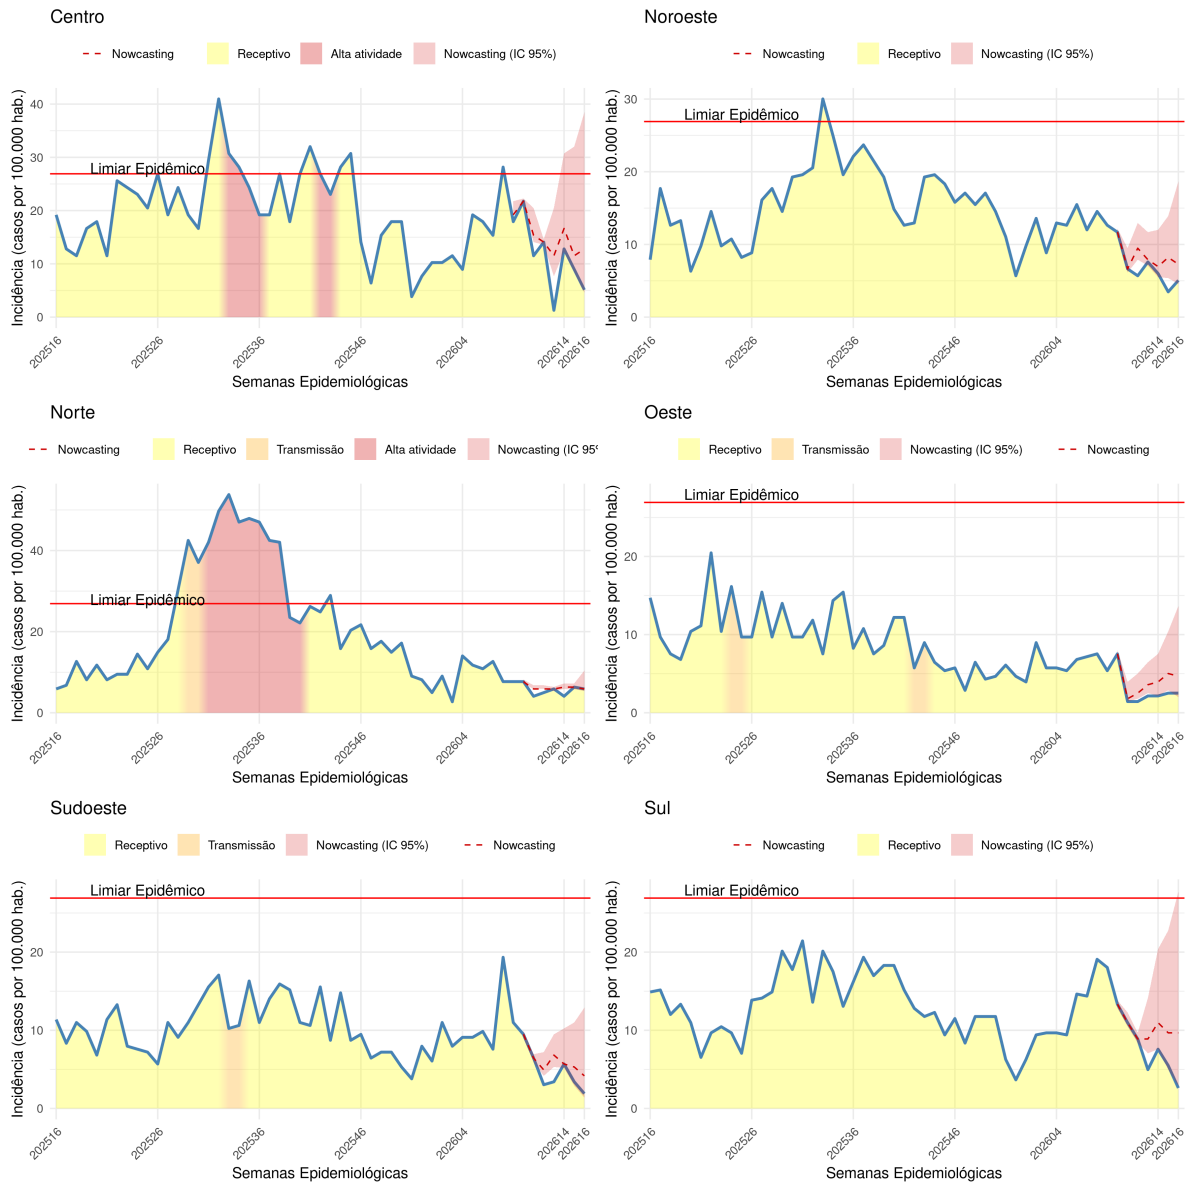 Centro
Nowcasting Receptivo Alta atividade Nowcasting (IC 95%)
Incidência (casos por 100.000 hab.)
40
30
20
10
0
Limiar Epidêmico
202516 202526 202536 202546 202604 202614 202616
Semanas Epidemiológicas
Noroeste
Nowcasting Receptivo Nowcasting (IC 95%)
Incidência (casos por 100.000 hab.)
30
20
10
0
Limiar Epidêmico
202516 202526 202536 202546 202604 202614 202616
Semanas Epidemiológicas
Norte
Nowcasting Receptivo Transmissão Alta atividade Nowcasting (IC 95%
Incidência (casos por 100.000 hab.)
40
20
0
Limiar Epidêmico
202516 202526 202536 202546 202604 202614 202616
Semanas Epidemiológicas
Oeste
Receptivo Transmissão Nowcasting (IC 95%) Nowcasting
Incidência (casos por 100.000 hab.)
20
10
0
Limiar Epidêmico
202516 202526 202536 202546 202604 202614 202616
Semanas Epidemiológicas
Sudoeste
Receptivo Transmissão Nowcasting (IC 95%) Nowcasting
Incidência (casos por 100.000 hab.)
20
10
0
Limiar Epidêmico
202516 202526 202536 202546 202604 202614 202616
Semanas Epidemiológicas
Sul
Nowcasting Receptivo Nowcasting (IC 95%)
Incidência (casos por 100.000 hab.)
20
10
0
Limiar Epidêmico
202516 202526 202536 202546 202604 202614 202616
Semanas Epidemiológicas